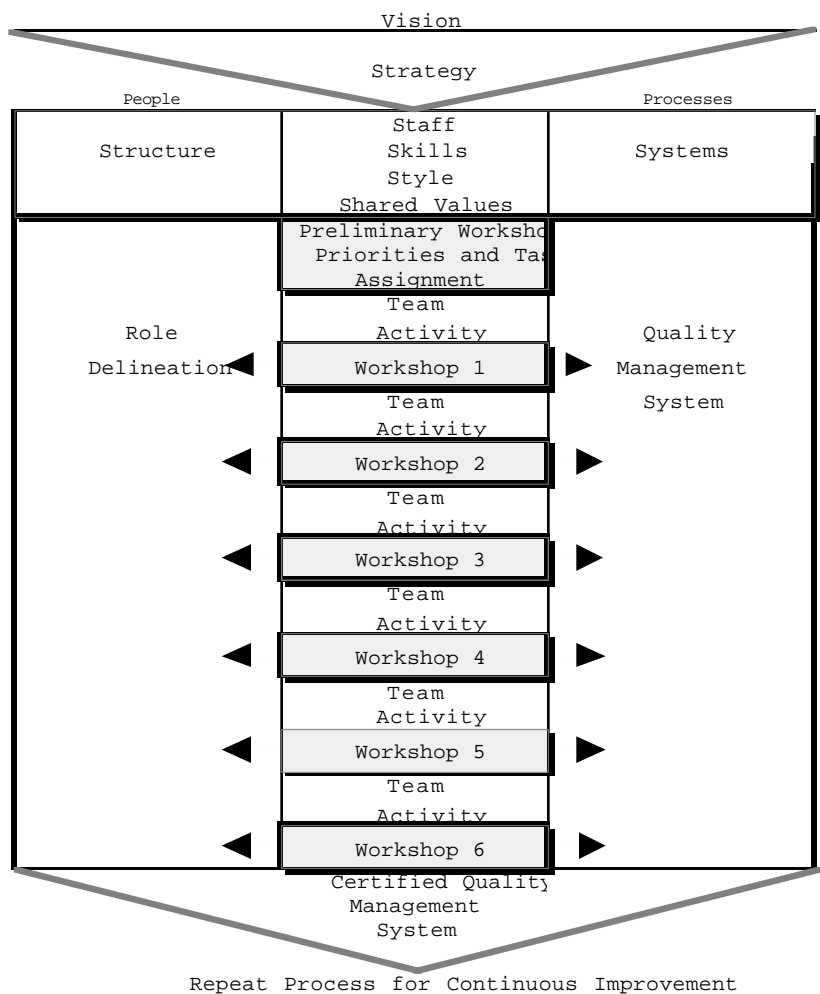 Vision
Strategy
People
Processes
Structure
Staff
Skills
Style
Shared Values
Systems
Preliminary Worksho
Priorities and Tas
Assignment
Team
Activity
Role
Delineation
Workshop 1
Quality
Management
System
Team
Activity
Workshop 2
Team
Activity
Workshop 3
Team
Activity
Workshop 4
Team
Activity
Workshop 5
Team
Activity
Workshop 6
Certified Quality
Management
System
Repeat Process for Continuous Improvement